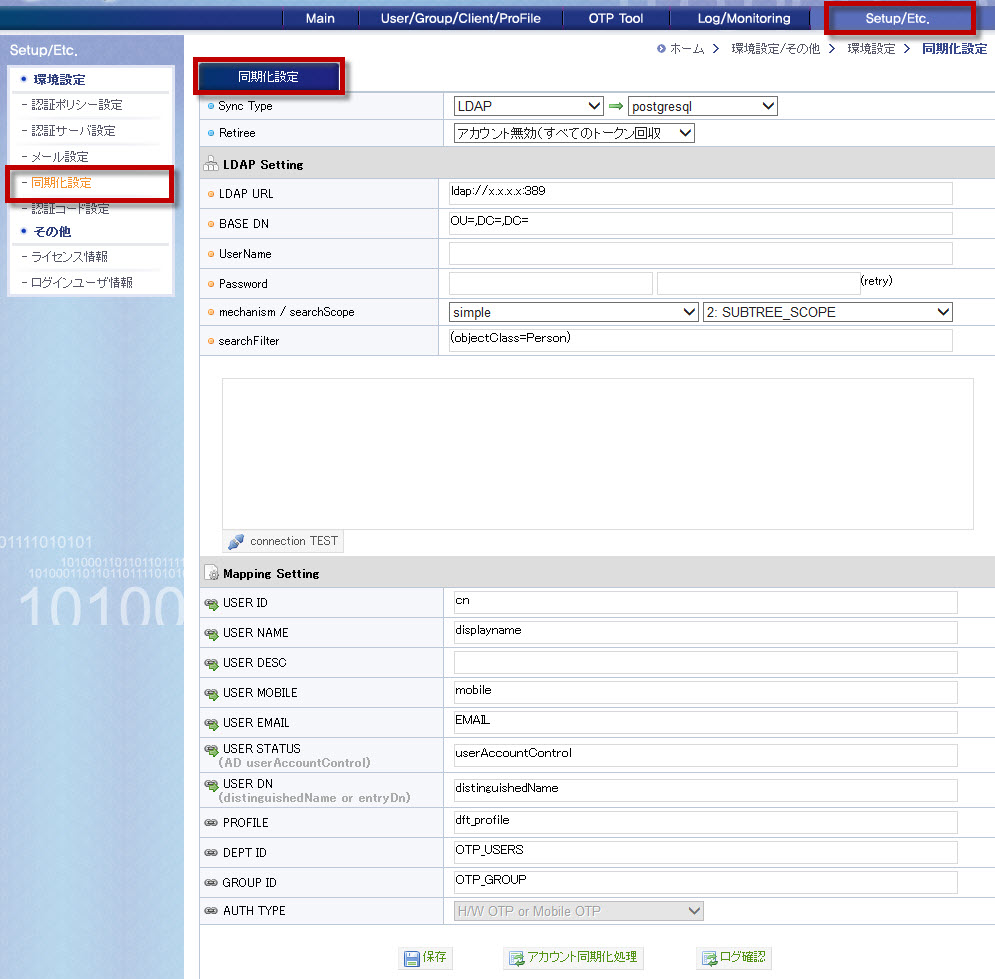 Main User/Group/Client/ProFile OTP Tool Log/Monitoring Setup/Etc.
ホーム > 環境設定/その他 > 環境設定 > 同期化設定
Setup/Etc.
環境設定
- 認証ポリシー設定
- 認証サーバ設定
- メール設定
- 同期化設定
- 認証コード設定
その他
- ライセンス情報
- ログインユーザ情報
01111010101
1010001101101101111
1010001101101101111010101
10100
同期化設定
Sync Type LDAP postgresql
Retiree アカウント無効(すべてのトークン回収
LDAP Setting
LDAP URL ldap://x.x.x.x:389
BASE DN OU=,DC=,DC=
UserName
Password (retry)
mechanism / searchScope simple 2: SUBTREE_SCOPE
searchFilter (objectClass=Person)
connection TEST
Mapping Setting
USER ID cn
USER NAME displayname
USER DESC
USER MOBILE mobile
USER EMAIL EMAIL
USER STATUS userAccountControl
(AD userAccountControl)
USER DN distinguishedName
(distinguishedName or entryDn)
PROFILE dft_profile
DEPT ID OTP_USERS
GROUP ID OTP_GROUP
AUTH TYPE H/W OTP or Mobile OTP
保存 アカウント同期化処理 ログ確認